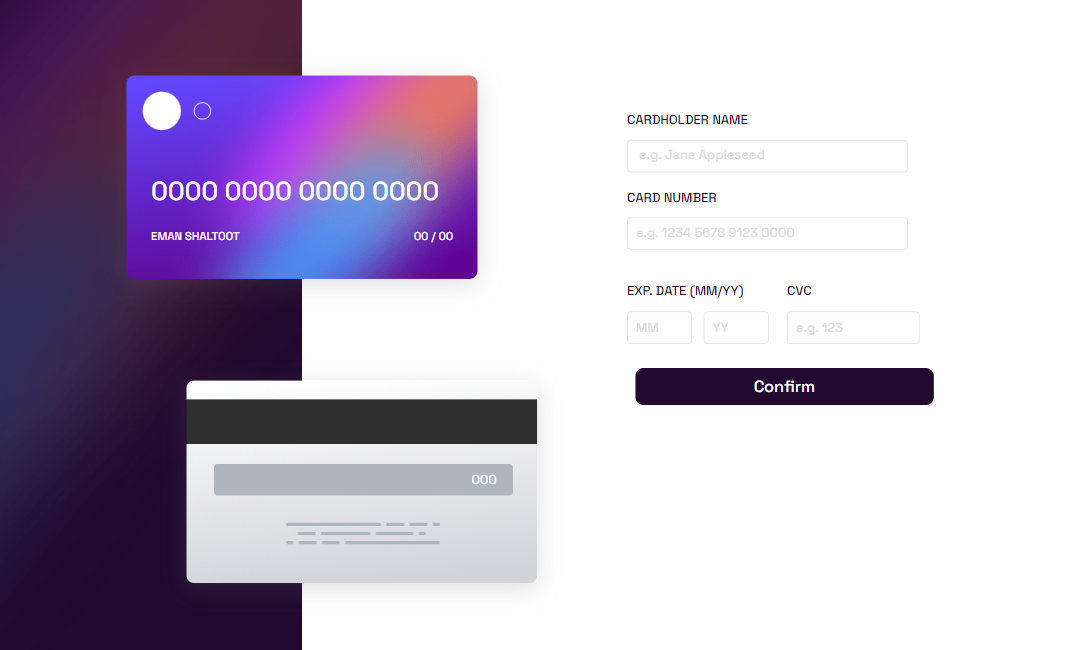 0000 0000 0000 0000
EMAN SHALTOOT 00 / 00
000
CARDHOLDER NAME
e.g. Jane Appleseed
CARD NUMBER
e.g. 1234 5678 9123 0000
EXP. DATE (MM/YY) CVC
MM YY e.g. 123
Confirm